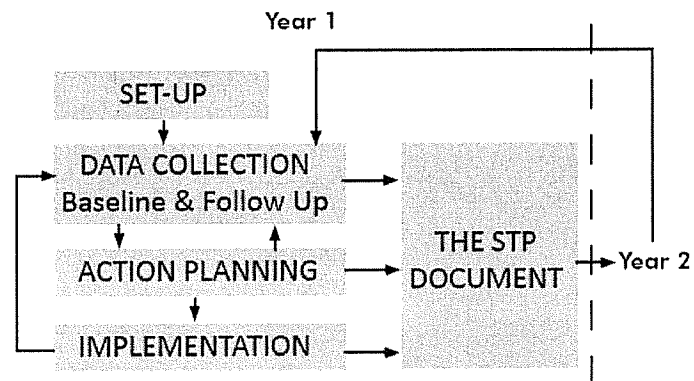 Year 1
SET-UP
DATA COLLECTION
Baseline & Follow Up
ACTION PLANNING
IMPLEMENTATION
THE STP
DOCUMENT
Year 2